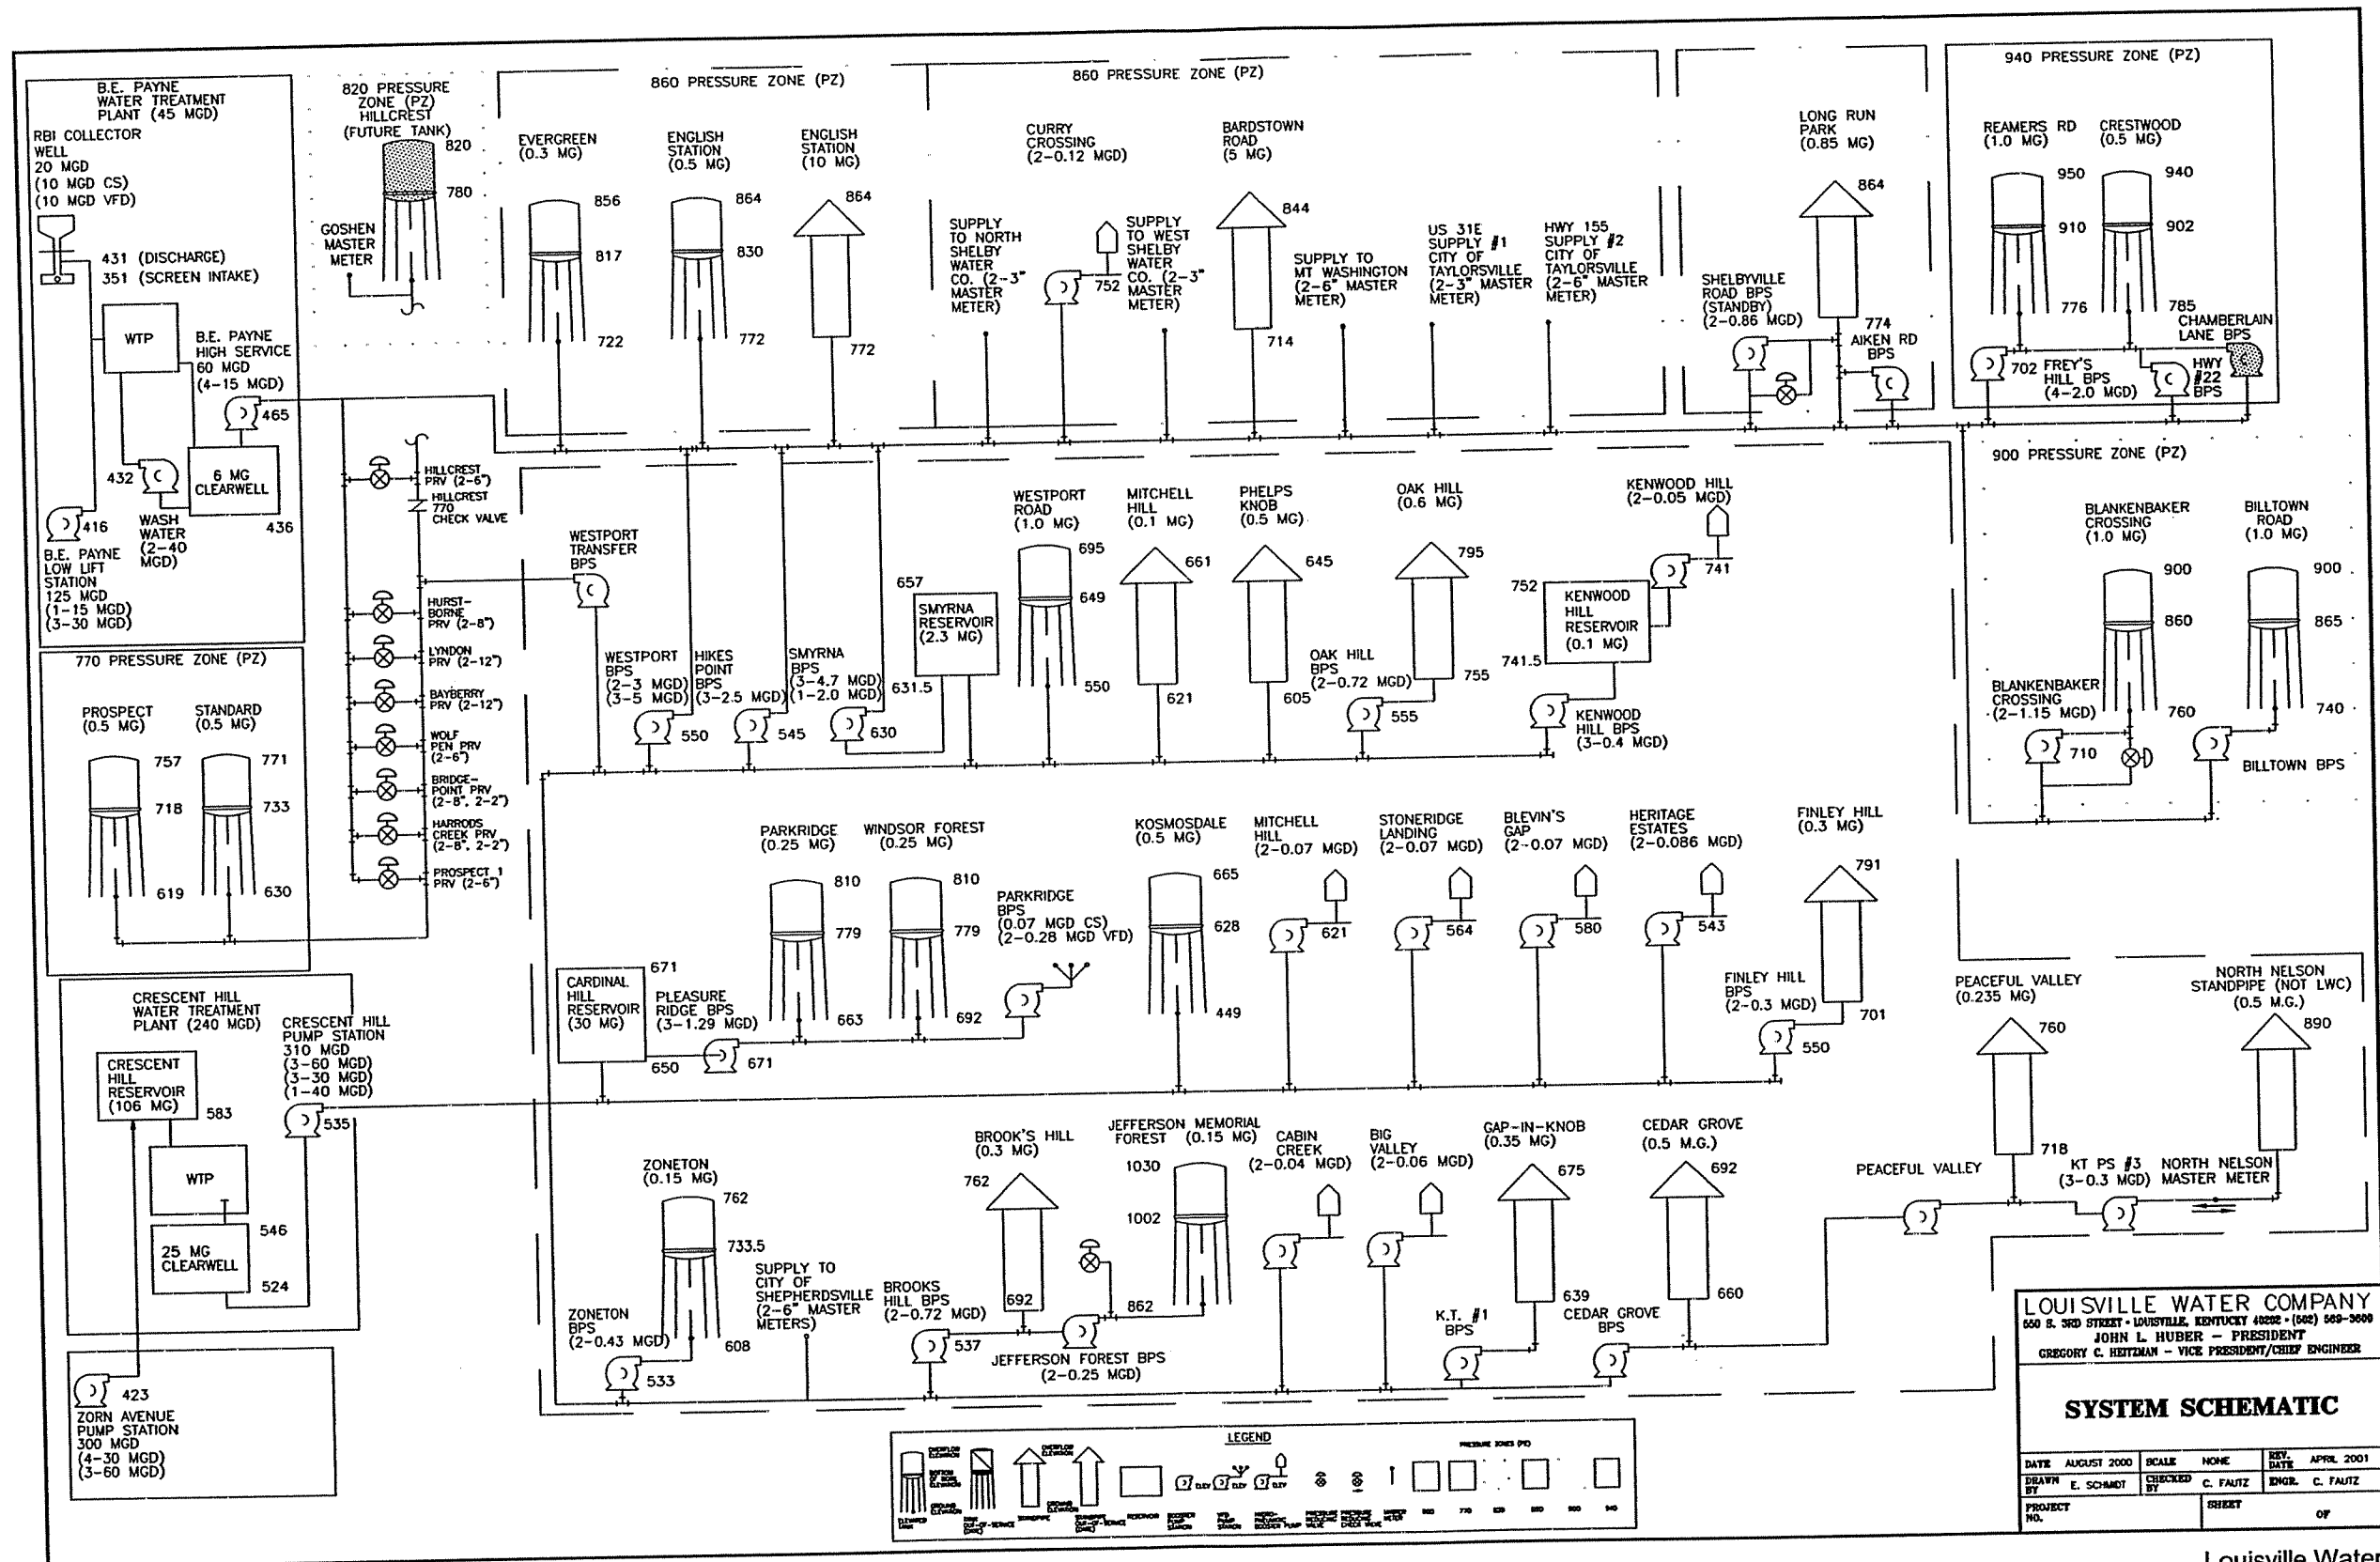 B.E. PAYNE
WATER TREATMENT
PLANT (45 MGD)
RBI COLLECTOR
WELL
20 MGD
(10 MGD CS)
(10 MGD VFD)
431 (DISCHARGE)
351 (SCREEN INTAKE)
WTP
B.E. PAYNE
HIGH SERVICE
60 MGD
(4-15 MGD)
465
432
6 MG
CLEARWELL
436
416
WASH
WATER
(2-40
MGD)
B.E. PAYNE
LOW LIFT
STATION
125 MGD
(1-15 MGD)
(3-30 MGD)
820 PRESSURE
ZONE (PZ)
HILLCREST
(FUTURE TANK)
820
780
GOSHEN
MASTER
METER
860 PRESSURE ZONE (PZ)
EVERGREEN
(0.3 MG)
856
817
722
ENGLISH
STATION
(0.5 MG)
864
830
772
ENGLISH
STATION
(10 MG)
864
772
860 PRESSURE ZONE (PZ)
SUPPLY
TO NORTH
SHELBY
WATER
CO. (2-3"
MASTER
METER)
CURRY
CROSSING
(2-0.12 MGD)
752
SUPPLY
TO WEST
SHELBY
WATER
CO. (2-3"
MASTER
METER)
BARDSTOWN
ROAD
(5 MG)
844
714
SUPPLY TO
MT WASHINGTON
(2-6" MASTER
METER)
US 31E
SUPPLY #1
CITY OF
TAYLORSVILLE
(2-3" MASTER
METER)
HWY 155
SUPPLY #2
CITY OF
TAYLORSVILLE
(2-6" MASTER
METER)
LONG RUN
PARK
(0.85 MG)
864
774
SHELBYVILLE
ROAD BPS
(STANDBY)
(2-0.86 MGD)
AIKEN RD
BPS
940 PRESSURE ZONE (PZ)
REAMERS RD
(1.0 MG)
950
910
776
CRESTWOOD
(0.5 MG)
940
902
785
CHAMBERLAIN
LANE BPS
702
FREY'S
HILL BPS
(4-2.0 MGD)
HWY
#22
BPS
HILLCREST
PRV (2-6")
HILLCREST
770
CHECK VALVE
HURST-
BORNE
PRV (2-8")
LYNDON
PRV (2-12")
BAYBERRY
PRV (2-12")
WOLF
PEN PRV
(2-6")
BRIDGE-
POINT PRV
(2-8", 2-2")
HARRODS
CREEK PRV
(2-8", 2-2")
PROSPECT 1
PRV (2-6")
WESTPORT
TRANSFER
BPS
WESTPORT
BPS
(2-3 MGD)
(3-5 MGD)
550
HIKES
POINT
BPS
(3-2.5 MGD)
545
SMYRNA
BPS
(3-4.7 MGD)
(1-2.0 MGD)
630
657
SMYRNA
RESERVOIR
(2.3 MG)
631.5
WESTPORT
ROAD
(1.0 MG)
695
649
550
MITCHELL
HILL
(0.1 MG)
661
621
PHELPS
KNOB
(0.5 MG)
645
605
OAK HILL
(0.6 MG)
795
755
OAK HILL
BPS
(2-0.72 MGD)
555
KENWOOD HILL
(2-0.05 MGD)
741
752
KENWOOD
HILL
RESERVOIR
(0.1 MG)
741.5
KENWOOD
HILL BPS
(3-0.4 MGD)
900 PRESSURE ZONE (PZ)
BLANKENBAKER
CROSSING
(1.0 MG)
900
860
760
BILLTOWN
ROAD
(1.0 MG)
900
865
740
BLANKENBAKER
CROSSING
(2-1.15 MGD)
710
BILLTOWN BPS
770 PRESSURE ZONE (PZ)
PROSPECT
(0.5 MG)
757
718
619
STANDARD
(0.5 MG)
771
733
630
CARDINAL
HILL
RESERVOIR
(30 MG)
671
650
PLEASURE
RIDGE BPS
(3-1.29 MGD)
671
PARKRIDGE
(0.25 MG)
810
779
663
WINDSOR FOREST
(0.25 MG)
810
779
692
PARKRIDGE
BPS
(0.07 MGD CS)
(2-0.28 MGD VFD)
KOSMOSDALE
(0.5 MG)
665
628
449
MITCHELL
HILL
(2-0.07 MGD)
621
STONERIDGE
LANDING
(2-0.07 MGD)
564
BLEVIN'S
GAP
(2-0.07 MGD)
580
HERITAGE
ESTATES
(2-0.086 MGD)
543
FINLEY HILL
(0.3 MG)
791
701
FINLEY HILL
BPS
(2-0.3 MGD)
550
PEACEFUL VALLEY
(0.235 MG)
760
718
NORTH NELSON
STANDPIPE (NOT LWC)
(0.5 M.G.)
890
PEACEFUL VALLEY
KT PS #3
(3-0.3 MGD)
NORTH NELSON
MASTER METER
CRESCENT HILL
WATER TREATMENT
PLANT (240 MGD)
CRESCENT HILL
PUMP STATION
310 MGD
(3-60 MGD)
(3-30 MGD)
(1-40 MGD)
535
CRESCENT
HILL
RESERVOIR
(106 MG)
583
WTP
546
25 MG
CLEARWELL
524
423
ZORN AVENUE
PUMP STATION
300 MGD
(4-30 MGD)
(3-60 MGD)
ZONETON
(0.15 MG)
762
733.5
608
ZONETON
BPS
(2-0.43 MGD)
533
SUPPLY TO
CITY OF
SHEPHERDSVILLE
(2-6" MASTER
METERS)
BROOK'S HILL
(0.3 MG)
762
692
BROOKS
HILL BPS
(2-0.72 MGD)
537
JEFFERSON MEMORIAL
FOREST (0.15 MG)
1030
1002
862
JEFFERSON FOREST BPS
(2-0.25 MGD)
CABIN
CREEK
(2-0.04 MGD)
BIG
VALLEY
(2-0.06 MGD)
GAP-IN-KNOB
(0.35 MG)
675
639
K.T. #1
BPS
CEDAR GROVE
(0.5 M.G.)
692
660
CEDAR GROVE
BPS
LEGEND
PRESSURE ZONES (PZ)
OVERFLOW
ELEVATION
GROUND
ELEVATION
ELEVATED
TANK
STANDPIPE
RESERVOIR
LOUISVILLE WATER COMPANY
550 S. 3RD STREET • LOUISVILLE, KENTUCKY 40202 • (502) 569-3600
JOHN L. HUBER - PRESIDENT
GREGORY C. HEITZMAN - VICE PRESIDENT/CHIEF ENGINEER
SYSTEM SCHEMATIC
DATE AUGUST 2000 SCALE NONE REV. DATE APRIL 2001
DRAWN BY E. SCHMIDT CHECKED BY C. FAUTZ ENGR. C. FAUTZ
PROJECT NO. SHEET OF
Louisville Water